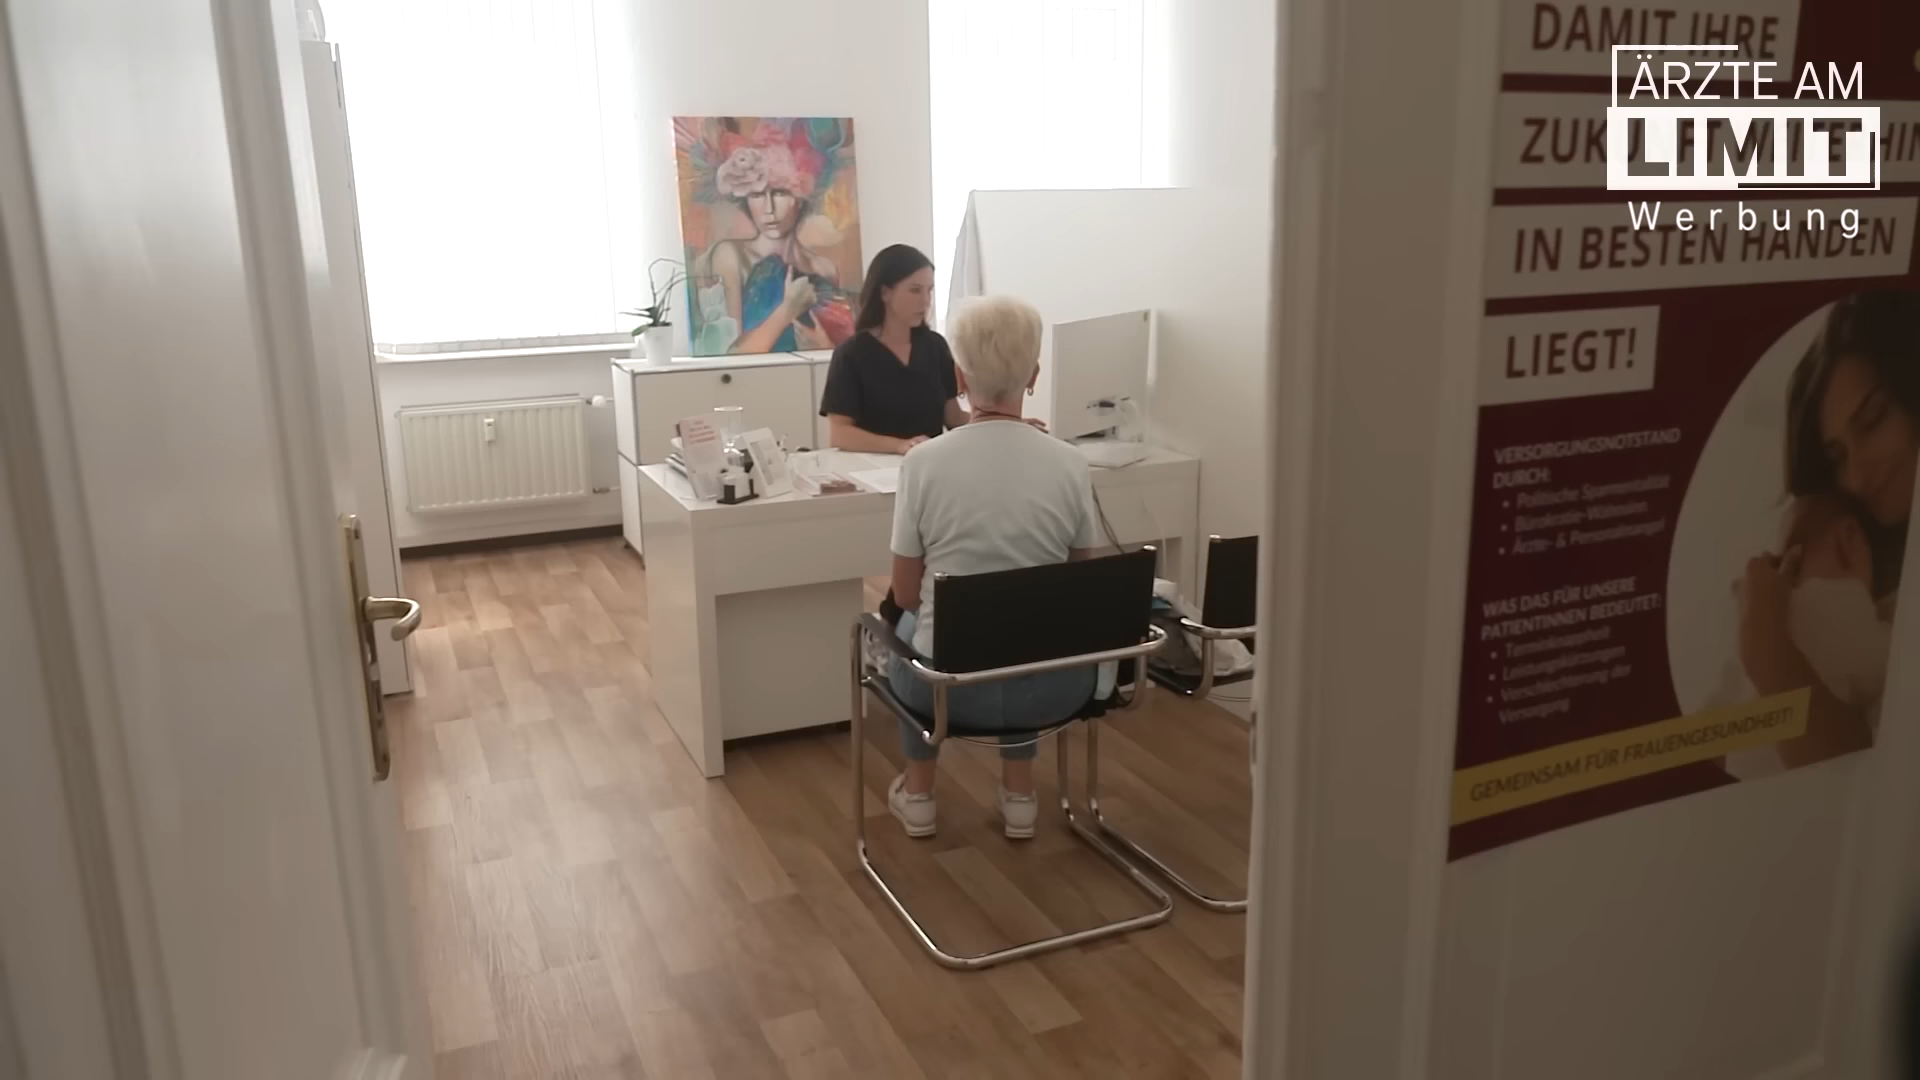 ÄRZTE AM
LIMIT
Werbung
DAMIT IHRE
IN BESTEN HÄNDEN
LIEGT!
VERSORGUNGSNOTSTAND
DURCH:
• Politische Sparmentalität
• Bürokratie-Wahnsinn
• Ärzte- & Personalmangel
WAS DAS FÜR UNSERE
PATIENTINNEN BEDEUTET:
• Terminknappheit
• Leistungskürzungen
• Verschlechterung der
Versorgung
GEMEINSAM FÜR FRAUENGESUNDHEIT!